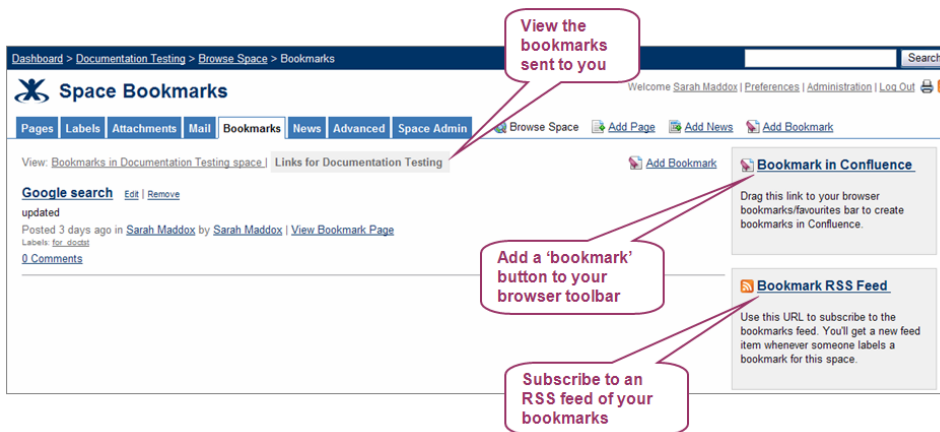 View the
bookmarks
sent to you
Dashboard > Documentation Testing > Browse Space > Bookmarks
Search
Space Bookmarks
Welcome Sarah Maddox | Preferences | Administration | Log Out
Pages Labels Attachments Mail Bookmarks News Advanced Space Admin Browse Space Add Page Add News Add Bookmark
View: Bookmarks in Documentation Testing space | Links for Documentation Testing
Add Bookmark
Google search Edit | Remove
updated
Posted 3 days ago in Sarah Maddox by Sarah Maddox | View Bookmark Page
Labels: for_doctst
0 Comments
Bookmark in Confluence
Drag this link to your browser
bookmarks/favourites bar to create
bookmarks in Confluence.
Add a ‘bookmark’
button to your
browser toolbar
Bookmark RSS Feed
Use this URL to subscribe to the
bookmarks feed. You'll get a new feed
item whenever someone labels a
bookmark for this space.
Subscribe to an
RSS feed of your
bookmarks